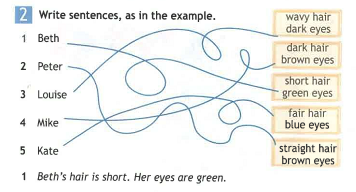 2 Write sentences, as in the example.
wavy hair
dark eyes
1 Beth
dark hair
brown eyes
2 Peter
short hair
green eyes
3 Louise
fair hair
blue eyes
4 Mike
straight hair
brown eyes
5 Kate
1 Beth's hair is short. Her eyes are green.